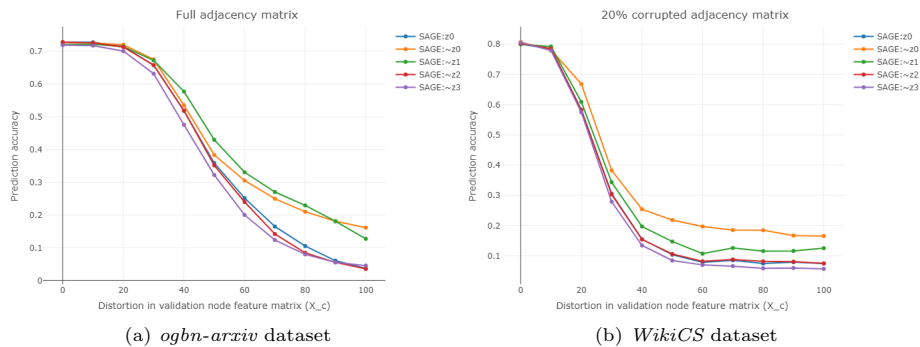 Full adjacency matrix
Prediction accuracy
0.7
0.6
0.5
0.4
0.3
0.2
0.1
0
0
20
40
60
80
100
Distortion in validation node feature matrix (X_c)
SAGE:z0
SAGE:~z0
SAGE:~z1
SAGE:~z2
SAGE:~z3
(a) ogbn-arxiv dataset
20% corrupted adjacency matrix
Prediction accuracy
0.8
0.7
0.6
0.5
0.4
0.3
0.2
0.1
0
20
40
60
80
100
Distortion in validation node feature matrix (X_c)
SAGE:z0
SAGE:~z0
SAGE:~z1
SAGE:~z2
SAGE:~z3
(b) WikiCS dataset